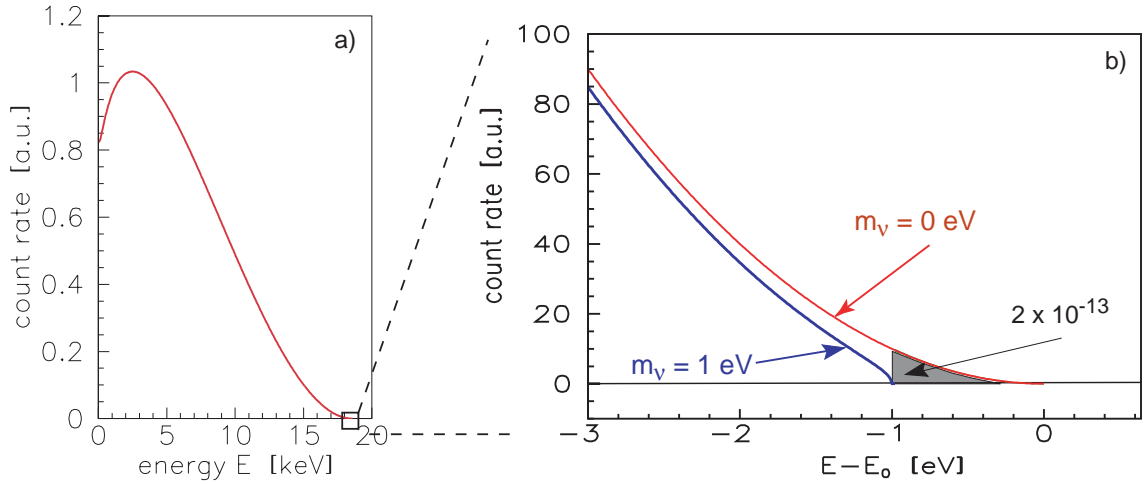 a)
1.2
1
0.8
0.6
0.4
0.2
0
count rate [a.u.]
0 5 10 15 20
energy E [keV]
b)
100
80
60
40
20
0
count rate [a.u.]
mᵥ = 0 eV
2 x 10⁻¹³
mᵥ = 1 eV
−3 −2 −1 0
E−E₀ [eV]